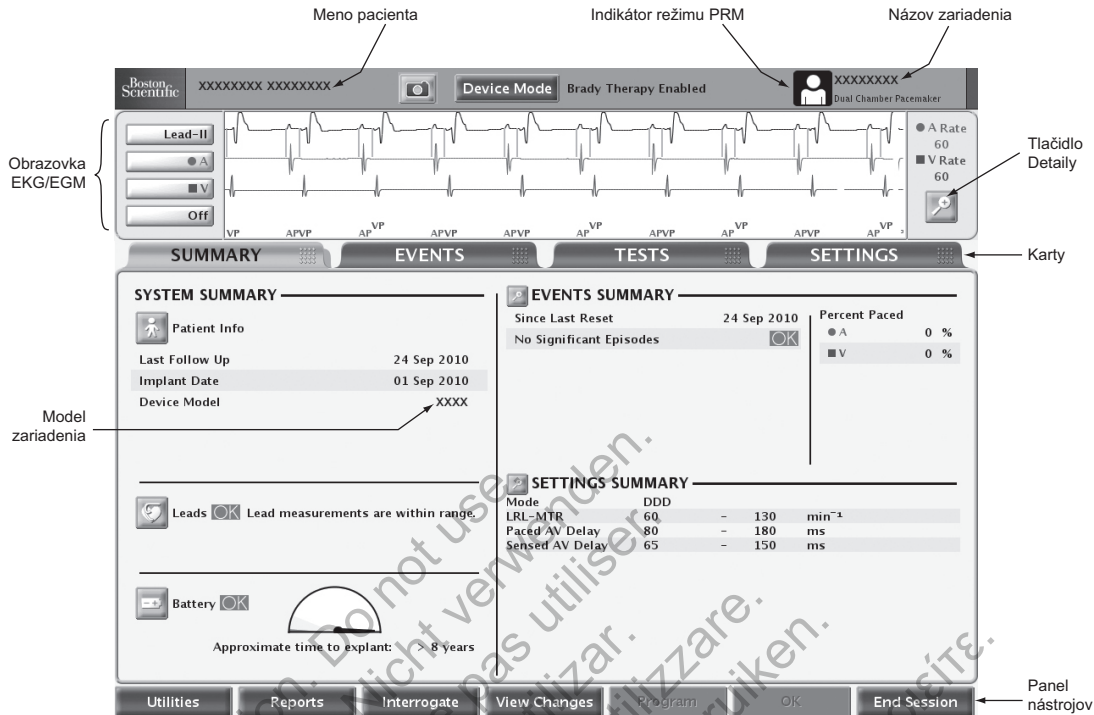 Meno pacienta
Indikátor režimu PRM
Názov zariadenia
Boston
Scientific
XXXXXXXX XXXXXXXX
Device Mode
Brady Therapy Enabled
XXXXXXXX
Dual Chamber Pacemaker
Obrazovka
EKG/EGM
Lead-II
A
V
Off
A Rate
60
V Rate
60
Tlačidlo
Detaily
VP APVP AP VP APVP APVP AP VP APVP AP VP APVP AP VP
SUMMARY
EVENTS
TESTS
SETTINGS
Karty
SYSTEM SUMMARY
Patient Info
Last Follow Up 24 Sep 2010
Implant Date 01 Sep 2010
Device Model XXXX
Model
zariadenia
Leads OK Lead measurements are within range.
Battery OK
Approximate time to explant: > 8 years
EVENTS SUMMARY
Since Last Reset 24 Sep 2010
No Significant Episodes OK
Percent Paced
A 0 %
V 0 %
SETTINGS SUMMARY
Mode DDD
LRL-MTR 60 - 130 min⁻¹
Paced AV Delay 80 - 180 ms
Sensed AV Delay 65 - 150 ms
Do not use.
Nicht verwenden.
pas utiliser.
Utilities
Reports
Interrogate
View Changes
Program
OK
End Session
Panel
nástrojov